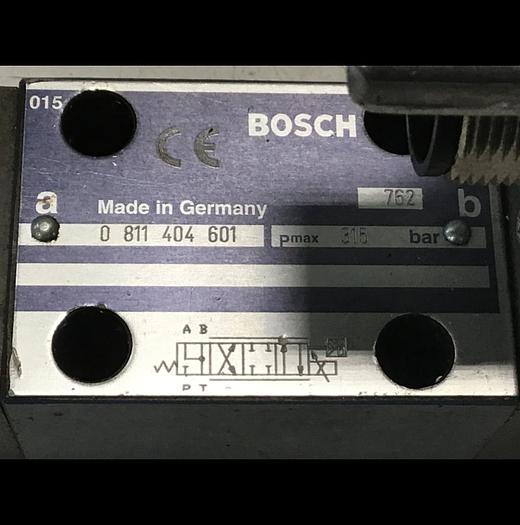 015
BOSCH
CE
762
a Made in Germany b
0 811 404 601 pmax 315 bar
A B
P T